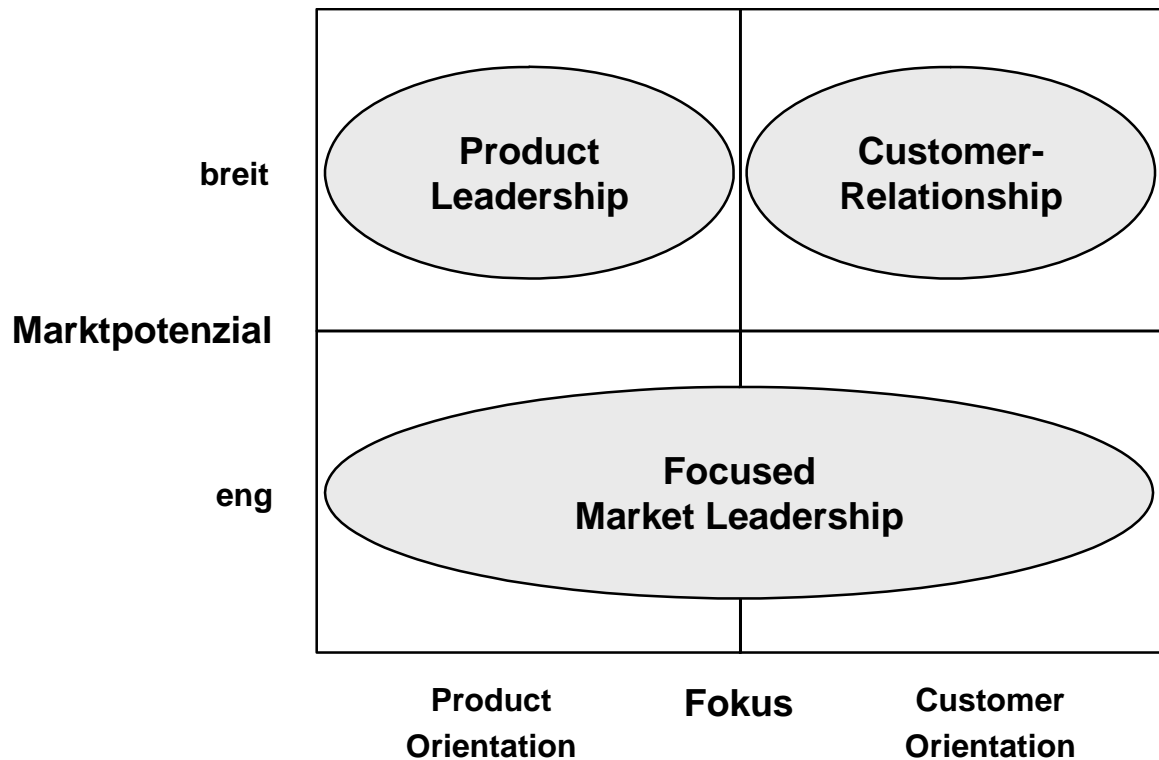 Product
Leadership
Customer-
Relationship
breit
Marktpotenzial
Focused
Market Leadership
eng
Product
Orientation
Fokus
Customer
Orientation